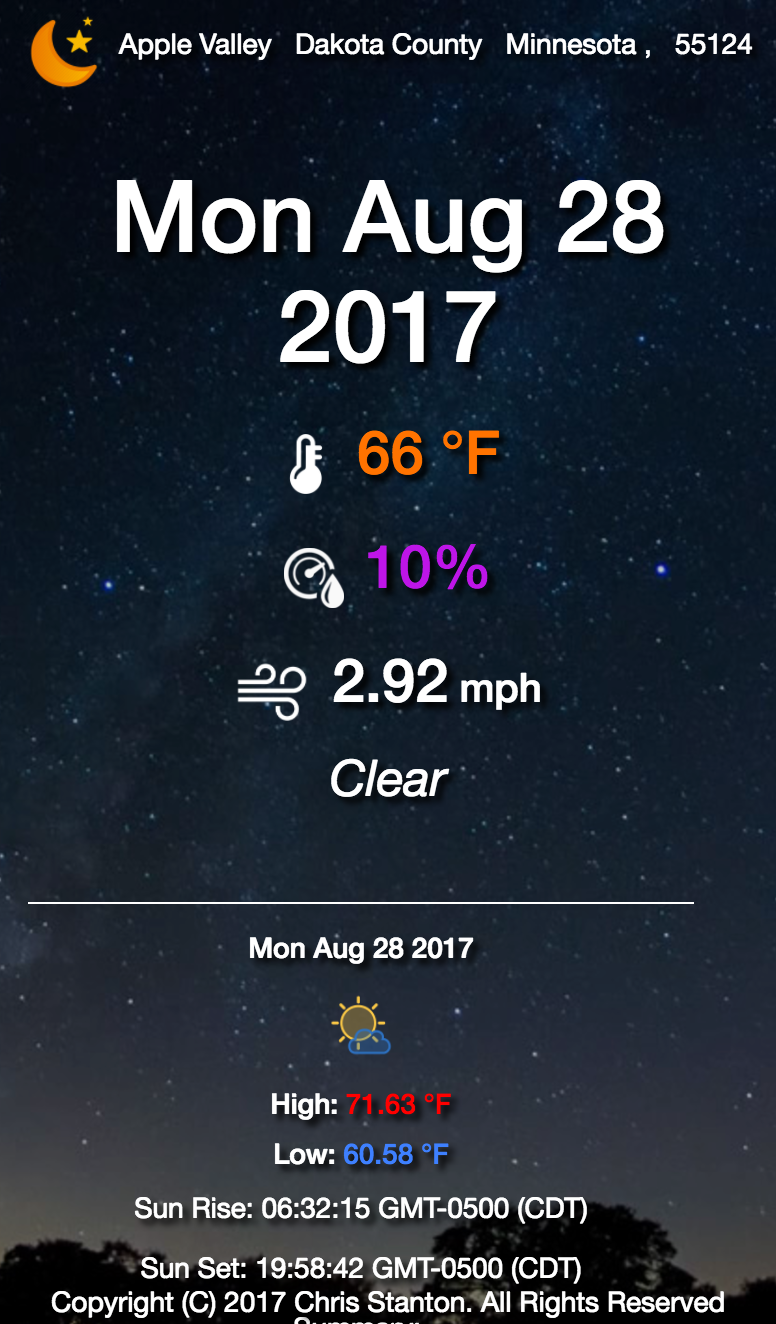 Apple Valley Dakota County Minnesota , 55124
Mon Aug 28
2017
66 °F
10%
2.92 mph
Clear
Mon Aug 28 2017
High: 71.63 °F
Low: 60.58 °F
Sun Rise: 06:32:15 GMT-0500 (CDT)
Sun Set: 19:58:42 GMT-0500 (CDT)
Copyright (C) 2017 Chris Stanton. All Rights Reserved